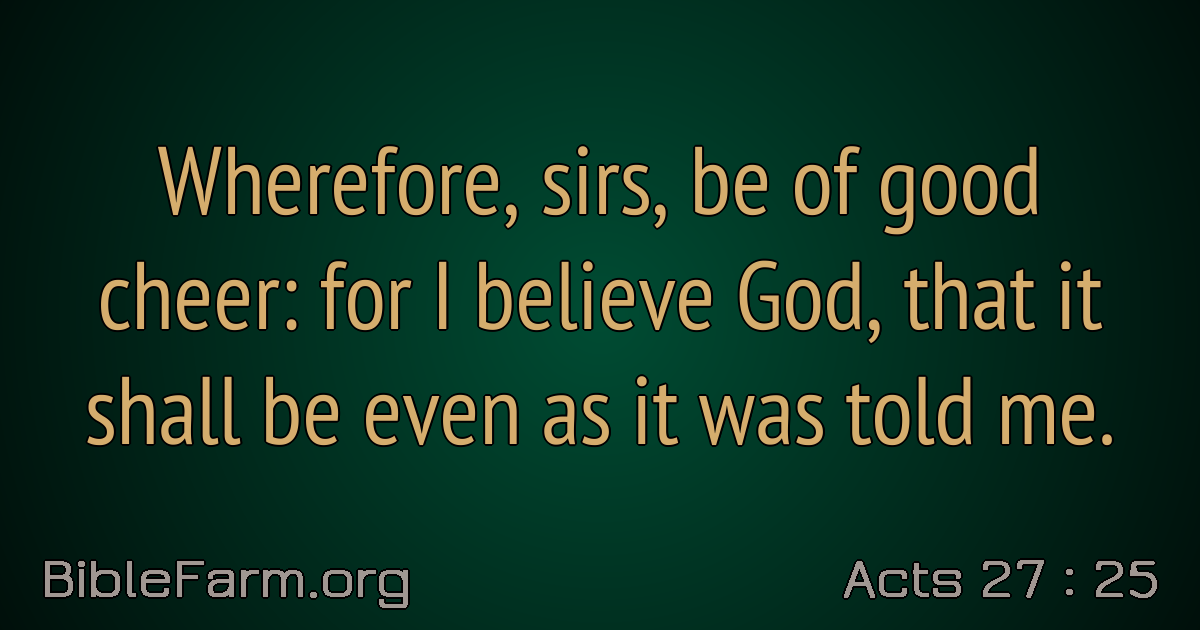 Wherefore, sirs, be of good
cheer: for I believe God, that it
shall be even as it was told me.
BibleFarm.org
Acts 27 : 25